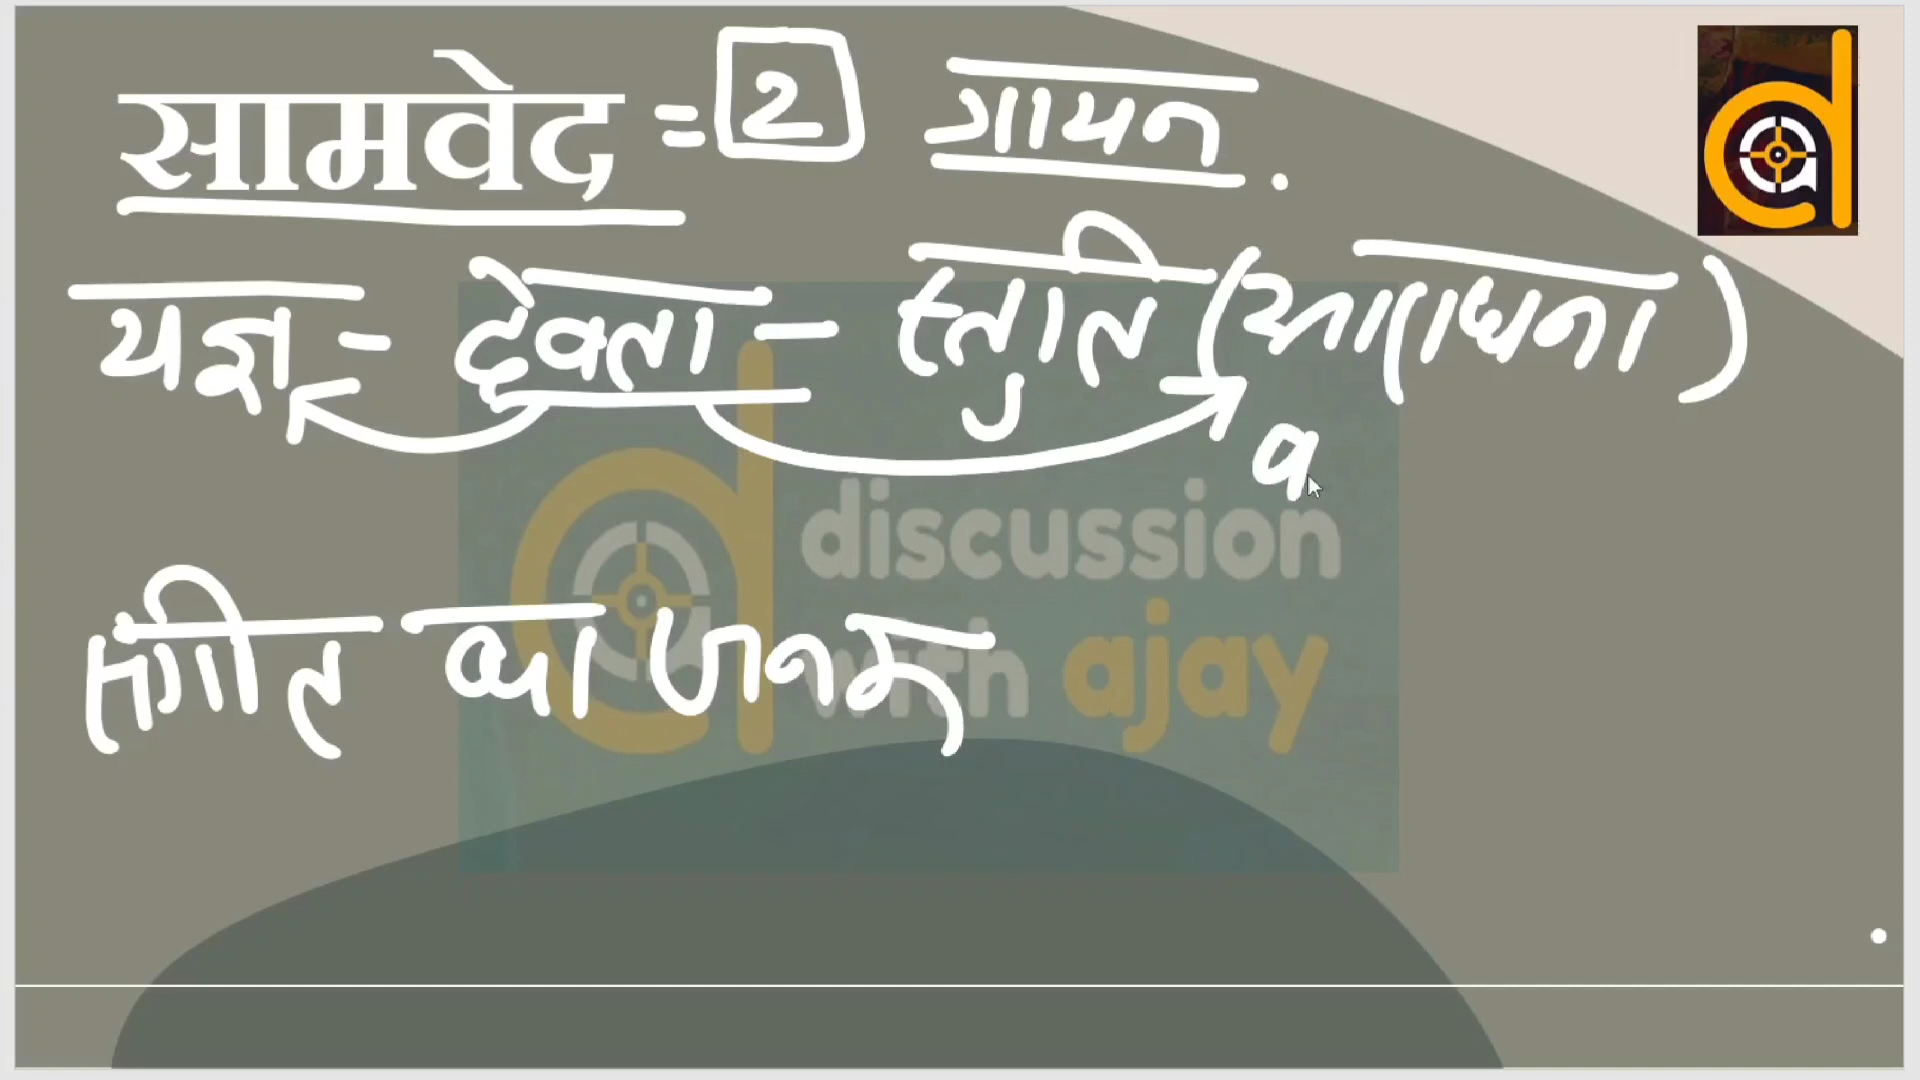 सामवेद = 2 गायन .
यज्ञ - देवता - स्तुति (आराधना)
a
discussion
with ajay
संगीत का जनक